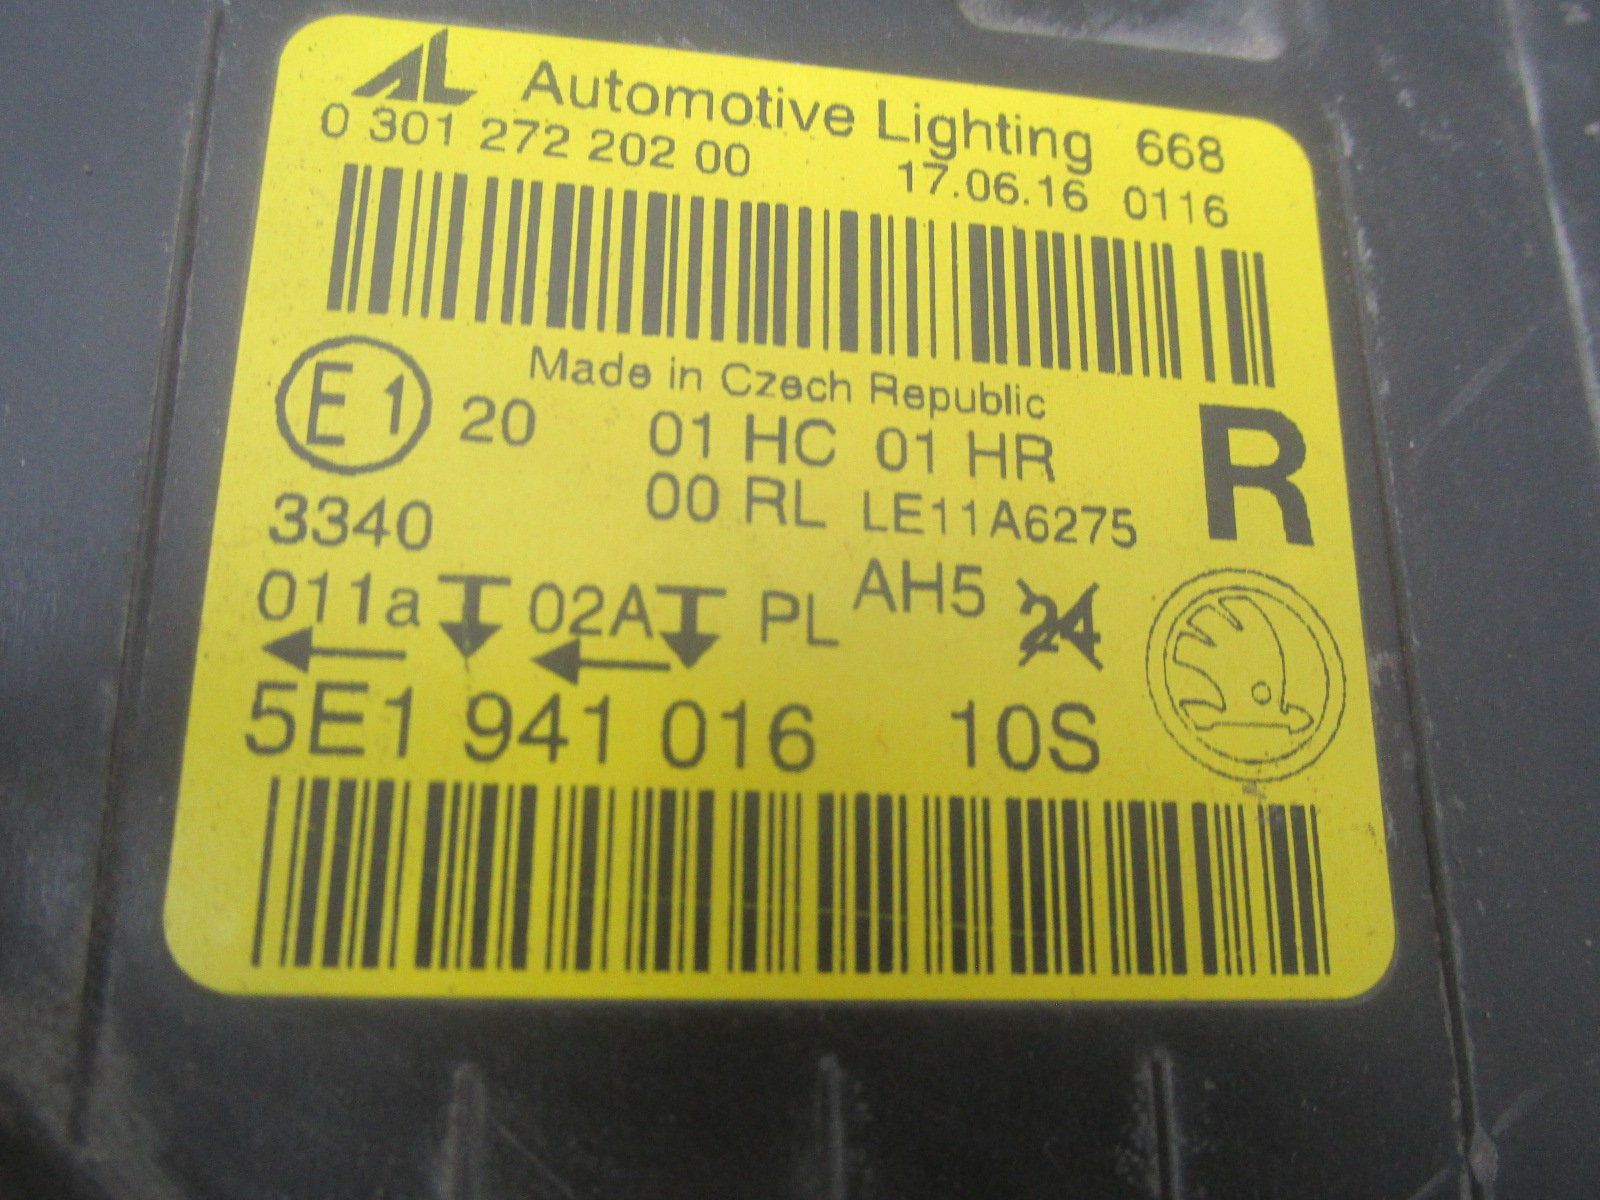 AL Automotive Lighting 668
0 301 272 202 00 17.06.16 0116
Made in Czech Republic
E1 20 01 HC 01 HR R
3340 00 RL LE11A6275
011a 02A PL AH5 24
5E1 941 016 10S